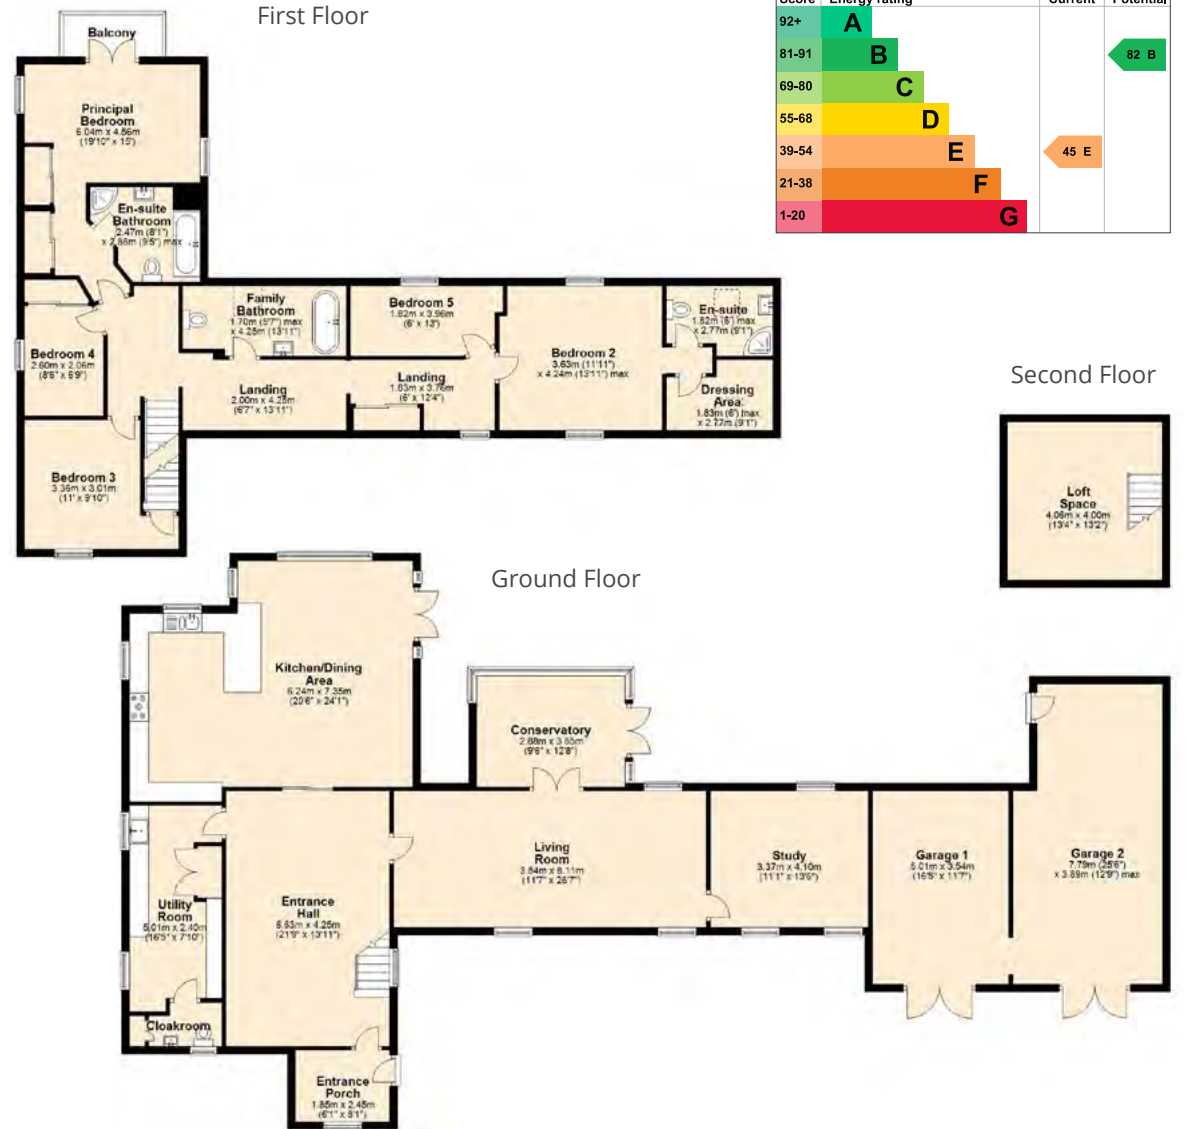 First Floor
Balcony
Principal
Bedroom
6.04m x 4.56m
(19'10" x 15')
En-suite
Bathroom
2.47m (8'1")
x 2.88m (9'5") max
Family
Bathroom
1.70m (5'7") max
x 4.25m (13'11")
Bedroom 5
1.82m x 3.96m
(6' x 13')
Bedroom 2
3.63m (11'11")
x 4.24m (13'11") max
En-suite
1.82m (6') max
x 2.77m (9'1")
Bedroom 4
2.60m x 2.06m
(8'6" x 6'9")
Landing
2.00m x 4.25m
(6'7" x 13'11")
Landing
1.83m x 3.76m
(6' x 12'4")
Dressing
Area
1.83m (6') max
x 2.77m (9'1")
Bedroom 3
3.36m x 3.01m
(11' x 9'10")
Score Energy rating Current Potential
92+ A
81-91 B 82 B
69-80 C
55-68 D
39-54 E 45 E
21-38 F
1-20 G
Second Floor
Loft
Space
4.06m x 4.00m
(13'4" x 13'2")
Ground Floor
Kitchen/Dining
Area
6.24m x 7.35m
(20'6" x 24'1")
Conservatory
2.88m x 3.85m
(9'6" x 12'8")
Living
Room
3.54m x 8.11m
(11'7" x 26'7")
Study
3.37m x 4.10m
(11'1" x 13'5")
Garage 1
5.01m x 3.54m
(16'5" x 11'7")
Garage 2
7.79m (25'6")
x 3.89m (12'9") max
Utility
Room
5.01m x 2.40m
(16'5" x 7'10")
Entrance
Hall
6.63m x 4.25m
(21'9" x 13'11")
Cloakroom
Entrance
Porch
1.85m x 2.45m
(6'1" x 8'1")